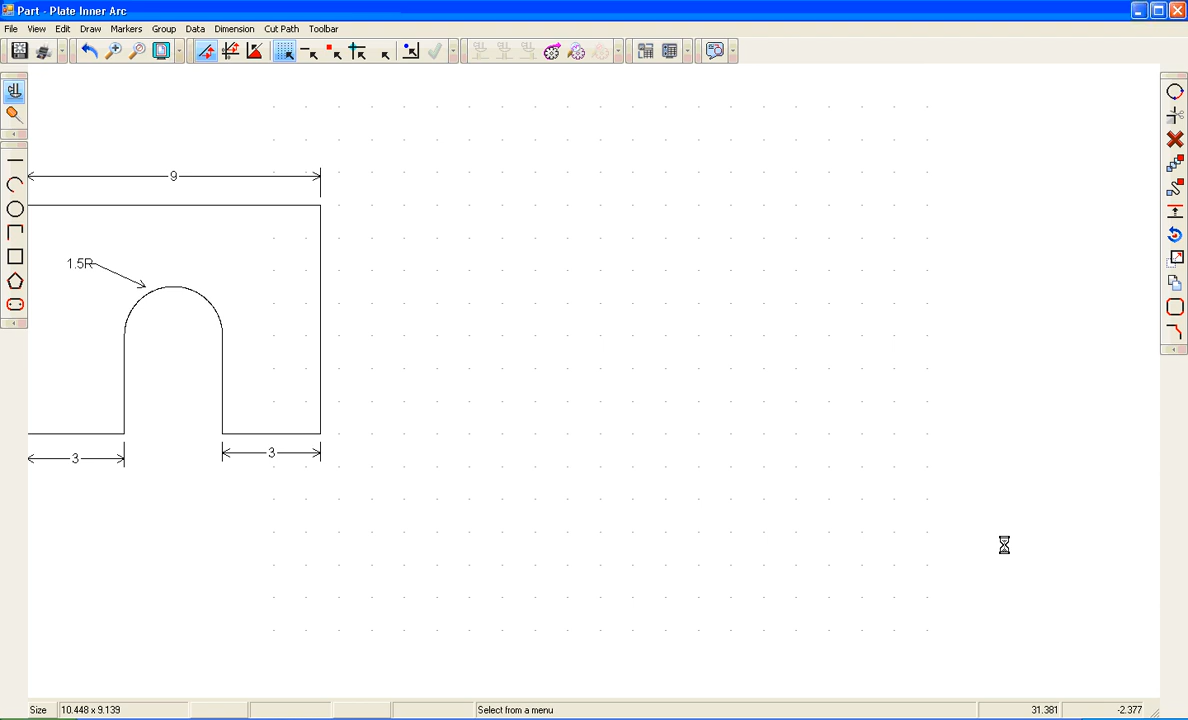 Part - Plate Inner Arc
File View Edit Draw Markers Group Data Dimension Cut Path Toolbar
9
1.5R
3
3
Size 10.448 x 9.139 Select from a menu 31.381 -2.377